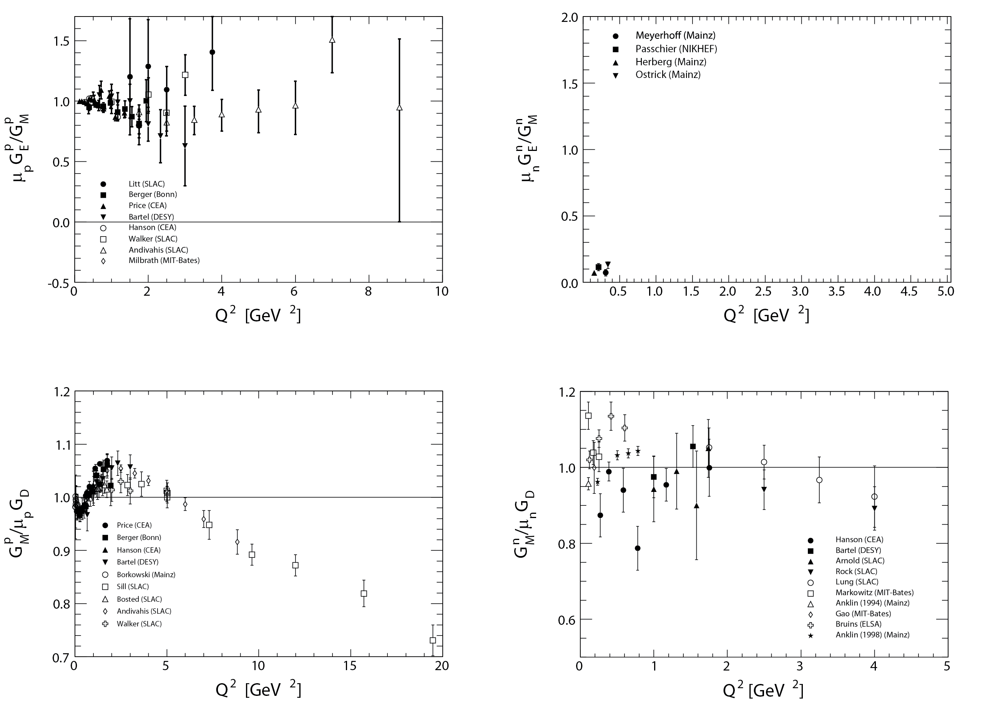 μpGEp/GMp
1.5
1.0
0.5
0.0
-0.5
Litt (SLAC)
Berger (Bonn)
Price (CEA)
Bartel (DESY)
Hanson (CEA)
Walker (SLAC)
Andivahis (SLAC)
Milbrath (MIT-Bates)
0 2 4 6 8 10
Q2 [GeV 2]
μnGEn/GMn
2.0
1.5
1.0
0.5
0.0
Meyerhoff (Mainz)
Passchier (NIKHEF)
Herberg (Mainz)
Ostrick (Mainz)
0.5 1.0 1.5 2.0 2.5 3.0 3.5 4.0 4.5 5.0
Q2 [GeV 2]
GMp/μpGD
1.2
1.1
1.0
0.9
0.8
0.7
Price (CEA)
Berger (Bonn)
Hanson (CEA)
Bartel (DESY)
Borkowski (Mainz)
Sill (SLAC)
Bosted (SLAC)
Andivahis (SLAC)
Walker (SLAC)
0 5 10 15 20
Q2 [GeV 2]
GMn/μnGD
1.2
1.0
0.8
0.6
Hanson (CEA)
Bartel (DESY)
Arnold (SLAC)
Rock (SLAC)
Lung (SLAC)
Markowitz (MIT-Bates)
Anklin (1994) (Mainz)
Gao (MIT-Bates)
Bruins (ELSA)
Anklin (1998) (Mainz)
0 1 2 3 4 5
Q2 [GeV 2]